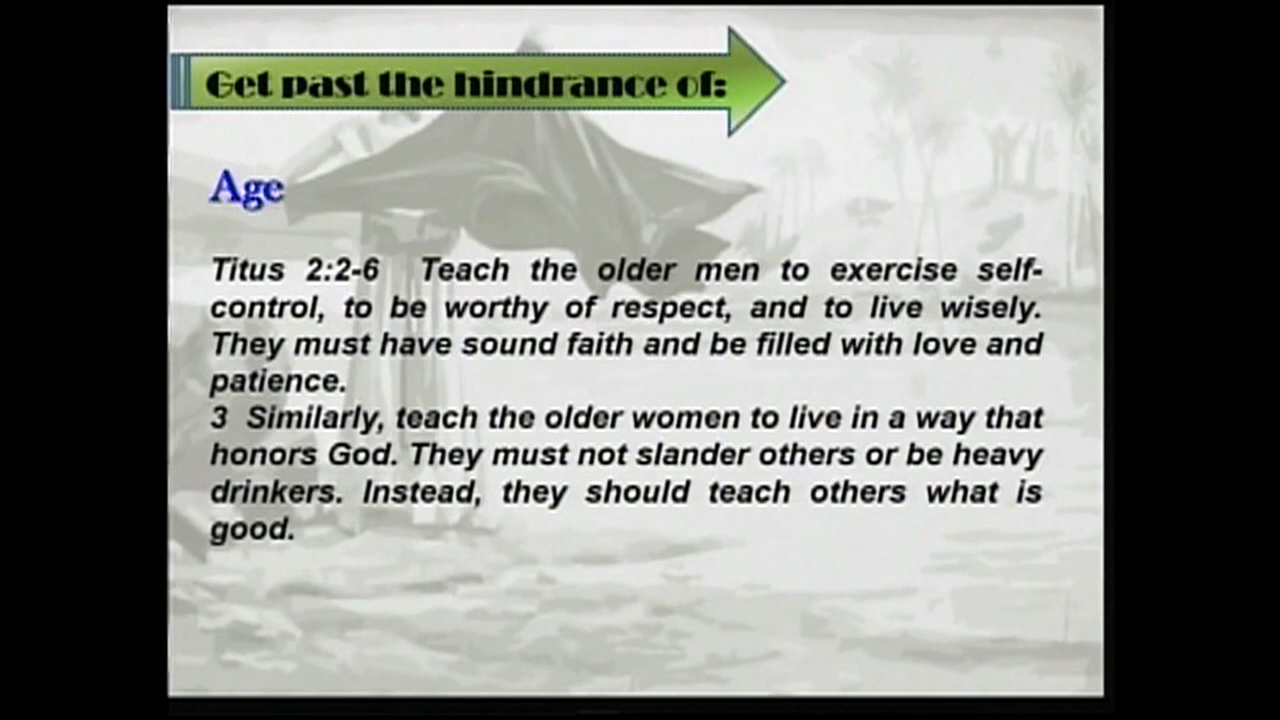 Get past the hindrance of:
Age
Titus 2:2-6 Teach the older men to exercise self-
control, to be worthy of respect, and to live wisely.
They must have sound faith and be filled with love and
patience.
3 Similarly, teach the older women to live in a way that
honors God. They must not slander others or be heavy
drinkers. Instead, they should teach others what is
good.